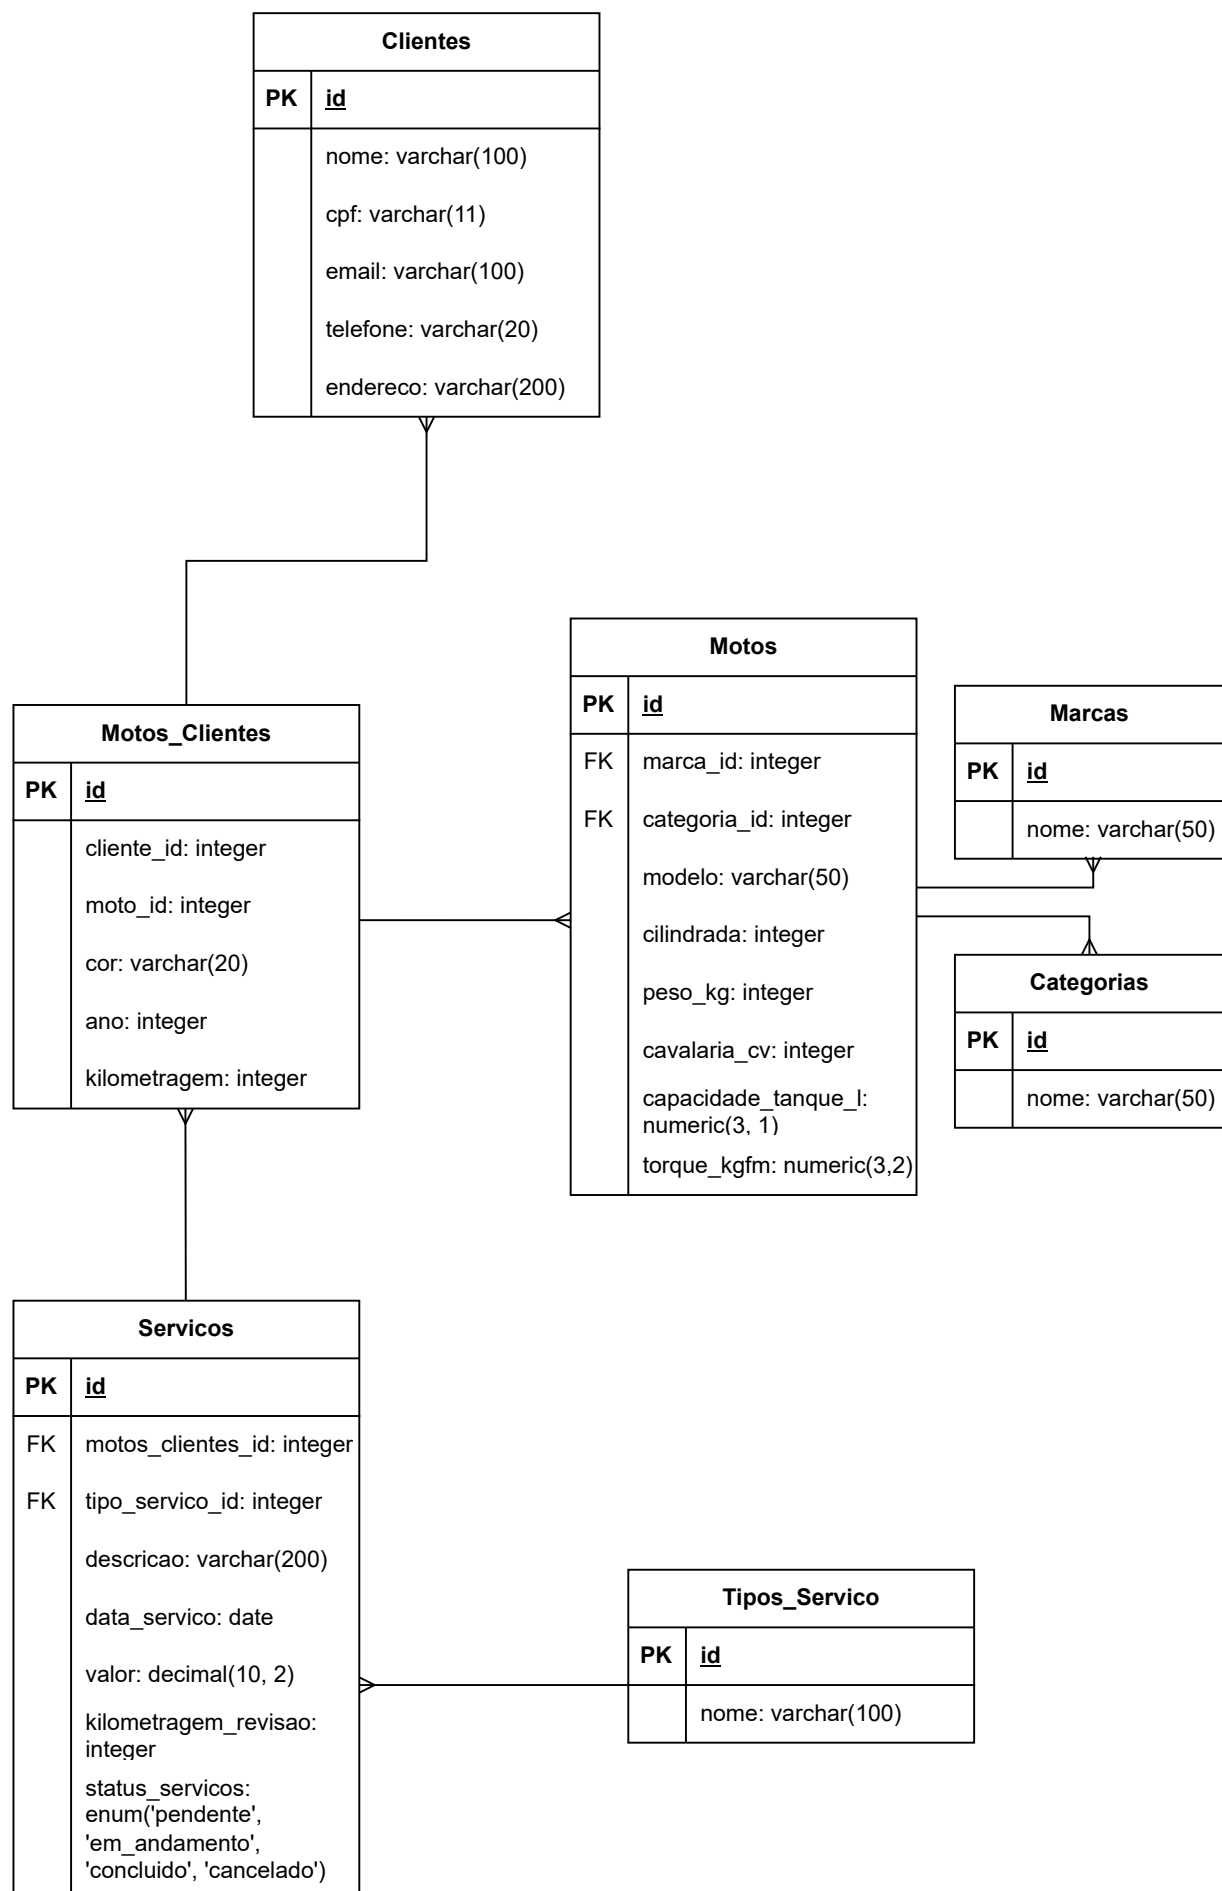 Clientes
PK id
nome: varchar(100)
cpf: varchar(11)
email: varchar(100)
telefone: varchar(20)
endereco: varchar(200)
Motos_Clientes
PK id
cliente_id: integer
moto_id: integer
cor: varchar(20)
ano: integer
kilometragem: integer
Motos
PK id
FK marca_id: integer
FK categoria_id: integer
modelo: varchar(50)
cilindrada: integer
peso_kg: integer
cavalaria_cv: integer
capacidade_tanque_l:
numeric(3, 1)
torque_kgfm: numeric(3,2)
Marcas
PK id
nome: varchar(50)
Categorias
PK id
nome: varchar(50)
Servicos
PK id
FK motos_clientes_id: integer
FK tipo_servico_id: integer
descricao: varchar(200)
data_servico: date
valor: decimal(10, 2)
kilometragem_revisao:
integer
status_servicos:
enum('pendente',
'em_andamento',
'concluido', 'cancelado')
Tipos_Servico
PK id
nome: varchar(100)